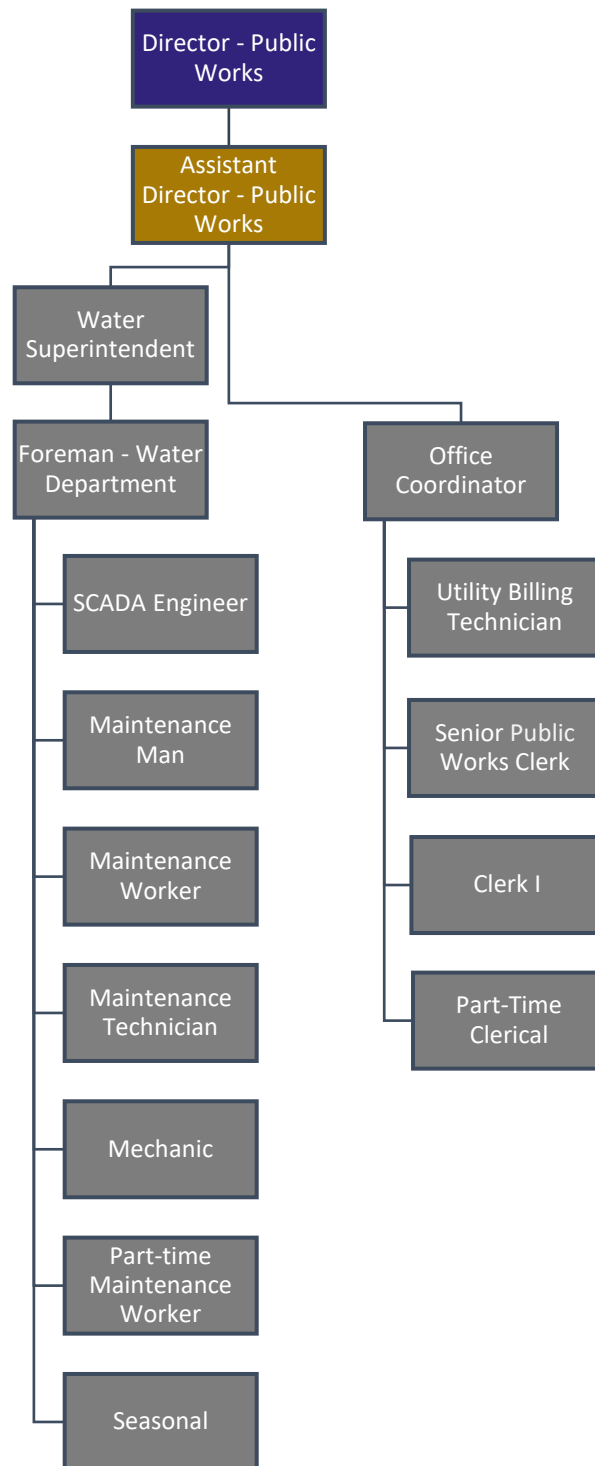 Director - Public
Works
Assistant
Director - Public
Works
Water
Superintendent
Foreman - Water
Department
SCADA Engineer
Maintenance
Man
Maintenance
Worker
Maintenance
Technician
Mechanic
Part-time
Maintenance
Worker
Seasonal
Office
Coordinator
Utility Billing
Technician
Senior Public
Works Clerk
Clerk I
Part-Time
Clerical